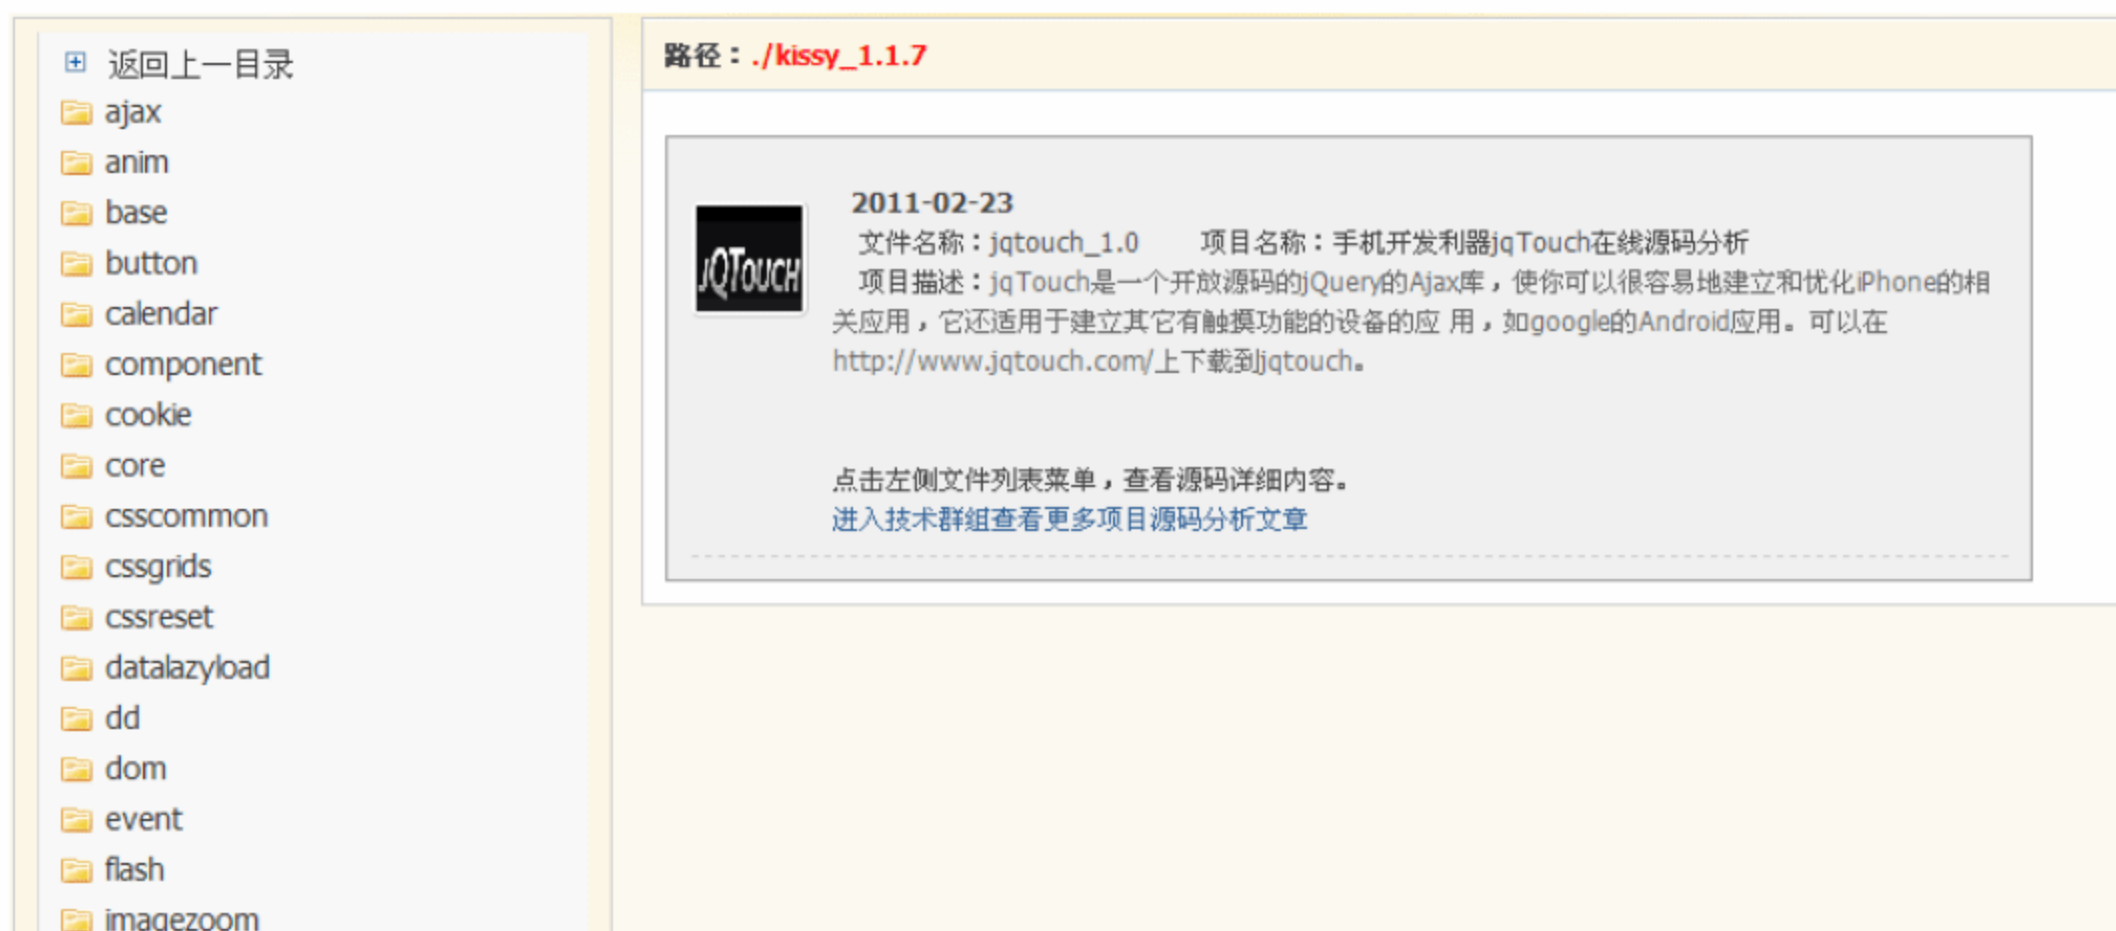 返回上一目录
ajax
anim
base
button
calendar
component
cookie
core
csscommon
cssgrids
cssreset
datalazyload
dd
dom
event
flash
imagezoom
路径：./kissy_1.1.7
jQTouch
2011-02-23
文件名称：jqtouch_1.0 项目名称：手机开发利器jqTouch在线源码分析
项目描述：jqTouch是一个开放源码的jQuery的Ajax库，使你可以很容易地建立和优化iPhone的相
关应用，它还适用于建立其它有触摸功能的设备的应 用，如google的Android应用。可以在
http://www.jqtouch.com/上下载到jqtouch。
点击左侧文件列表菜单，查看源码详细内容。
进入技术群组查看更多项目源码分析文章